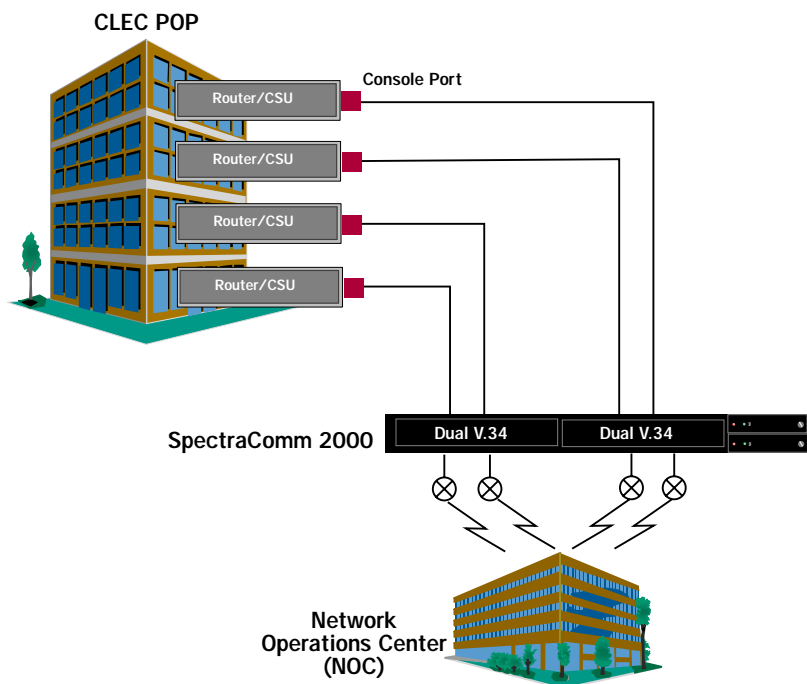 CLEC POP
Router/CSU
Console Port
Router/CSU
Router/CSU
Router/CSU
SpectraComm 2000
Dual V.34
Dual V.34
Network
Operations Center
(NOC)